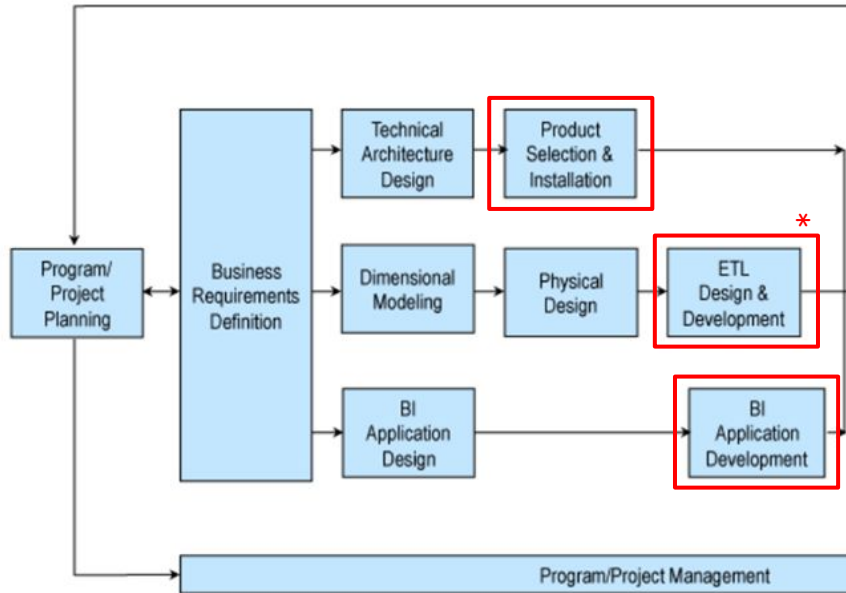 Technical
Architecture
Design
Product
Selection &
Installation
*
Program/
Project
Planning
Business
Requirements
Definition
Dimensional
Modeling
Physical
Design
ETL
Design &
Development
BI
Application
Design
BI
Application
Development
Program/Project Management